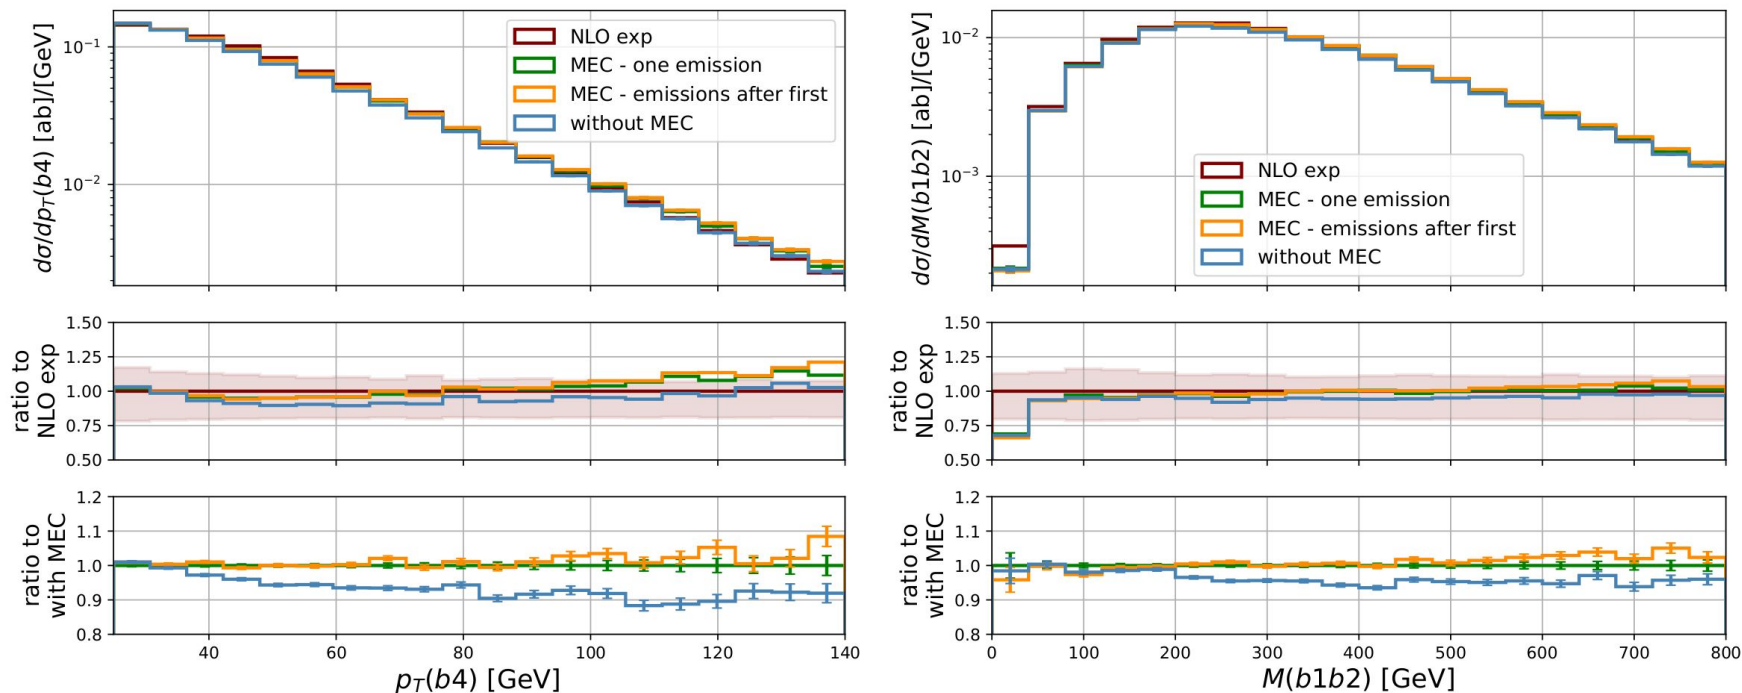 dσ/dp_T(b4) [ab]/[GeV]
10⁻¹
10⁻²
NLO exp
MEC - one emission
MEC - emissions after first
without MEC
ratio to
NLO exp
1.50
1.25
1.00
0.75
0.50
ratio to
with MEC
1.2
1.1
1.0
0.9
0.8
40 60 80 100 120 140
p_T(b4) [GeV]
dσ/dM(b1b2) [ab]/[GeV]
10⁻²
10⁻³
NLO exp
MEC - one emission
MEC - emissions after first
without MEC
ratio to
NLO exp
1.50
1.25
1.00
0.75
0.50
ratio to
with MEC
1.2
1.1
1.0
0.9
0.8
0 100 200 300 400 500 600 700 800
M(b1b2) [GeV]